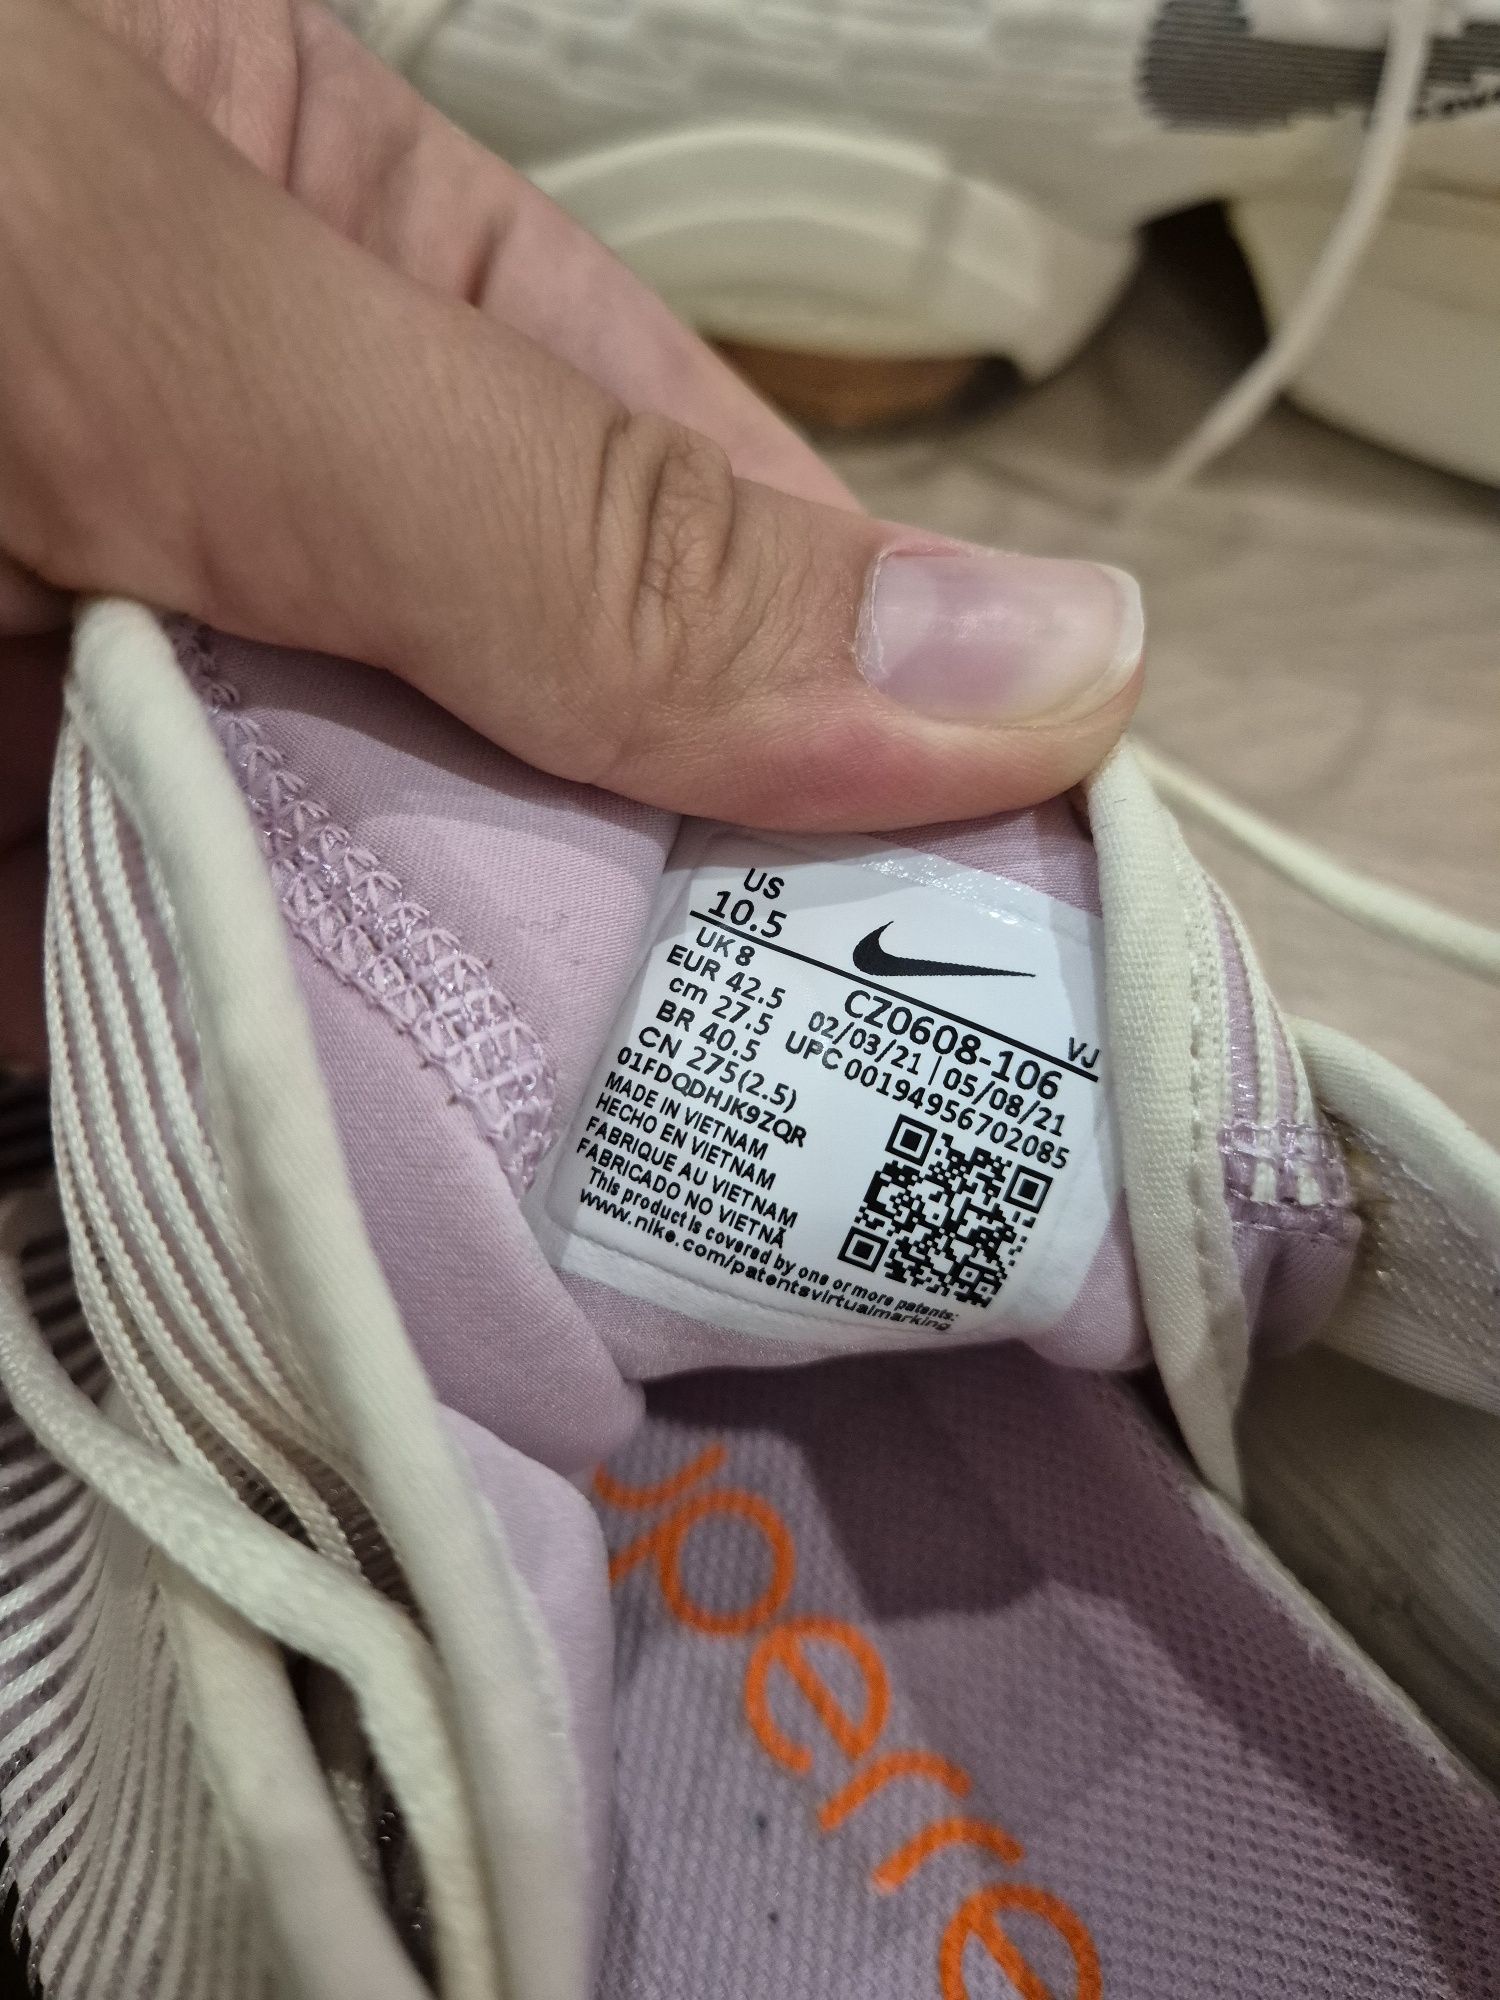 US
10.5
UK 8
EUR 42.5
cm 27.5
BR 40.5
CN 275(2.5)
01FDQDHJK9ZQR
MADE IN VIETNAM
HECHO EN VIETNAM
FABRIQUE AU VIETNAM
FABRICADO NO VIETNÃ
This product is covered by one or more patents:
www.nike.com/patentsvirtualmarking
VJ
CZ0608-106
02/03/21 | 05/08/21
UPC 00194956702085
yperre